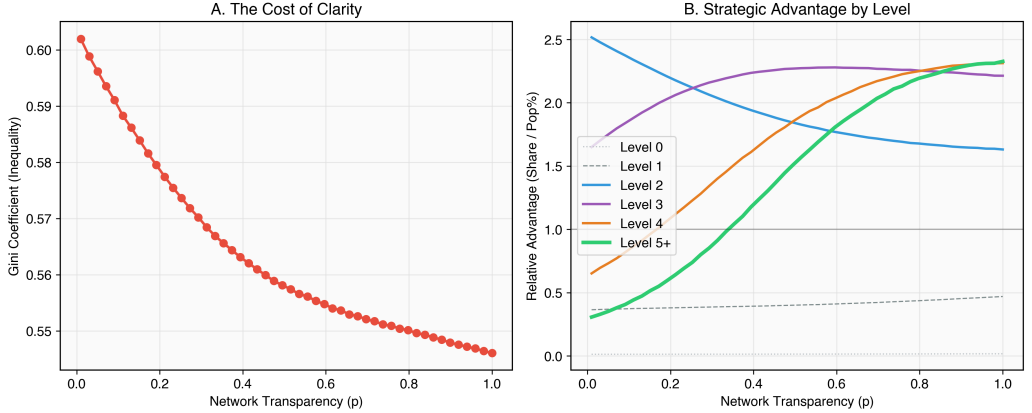 A. The Cost of Clarity
Gini Coefficient (Inequality)
0.60
0.59
0.58
0.57
0.56
0.55
0.0
0.2
0.4
0.6
0.8
1.0
Network Transparency (p)
B. Strategic Advantage by Level
Relative Advantage (Share / Pop%)
2.5
2.0
1.5
1.0
0.5
0.0
Level 0
Level 1
Level 2
Level 3
Level 4
Level 5+
0.0
0.2
0.4
0.6
0.8
1.0
Network Transparency (p)